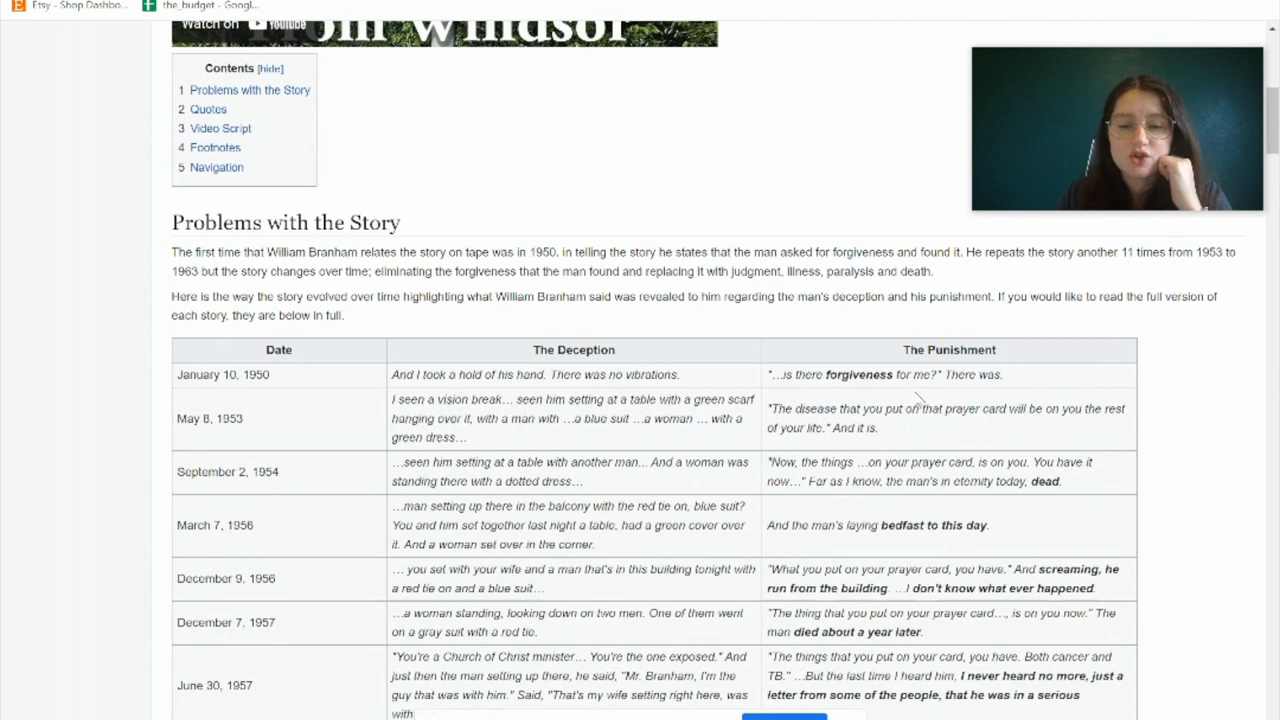 Etsy - Shop Dashbo...
the_budget - Googl...
Watch on YouTube
from Windsor
Contents [hide]
1 Problems with the Story
2 Quotes
3 Video Script
4 Footnotes
5 Navigation
Problems with the Story
The first time that William Branham relates the story on tape was in 1950, in telling the story he states that the man asked for forgiveness and found it. He repeats the story another 11 times from 1953 to
1963 but the story changes over time; eliminating the forgiveness that the man found and replacing it with judgment, illness, paralysis and death.
Here is the way the story evolved over time highlighting what William Branham said was revealed to him regarding the man's deception and his punishment. If you would like to read the full version of
each story, they are below in full.
Date
The Deception
The Punishment
January 10, 1950
And I took a hold of his hand. There was no vibrations.
"...is there forgiveness for me?" There was.
May 8, 1953
I seen a vision break... seen him setting at a table with a green scarf
hanging over it, with a man with ...a blue suit ...a woman ... with a
green dress...
"The disease that you put on that prayer card will be on you the rest
of your life." And it is.
September 2, 1954
...seen him setting at a table with another man... And a woman was
standing there with a dotted dress...
"Now, the things ...on your prayer card, is on you. You have it
now..." Far as I know, the man's in eternity today, dead.
March 7, 1956
...man setting up there in the balcony with the red tie on, blue suit?
You and him set together last night a table, had a green cover over
it. And a woman set over in the corner.
And the man's laying bedfast to this day.
December 9, 1956
... you set with your wife and a man that's in this building tonight with
a red tie on and a blue suit...
"What you put on your prayer card, you have." And screaming, he
run from the building. ...I don't know what ever happened.
December 7, 1957
...a woman standing, looking down on two men. One of them went
on a gray suit with a red tie.
"The thing that you put on your prayer card..., is on you now." The
man died about a year later.
June 30, 1957
"You're a Church of Christ minister... You're the one exposed." And
just then the man setting up there, he said, "Mr. Branham, I'm the
guy that was with him." Said, "That's my wife setting right here, was
with
"The things that you put on your card, you have. Both cancer and
TB." ...But the last time I heard him, I never heard no more, just a
letter from some of the people, that he was in a serious